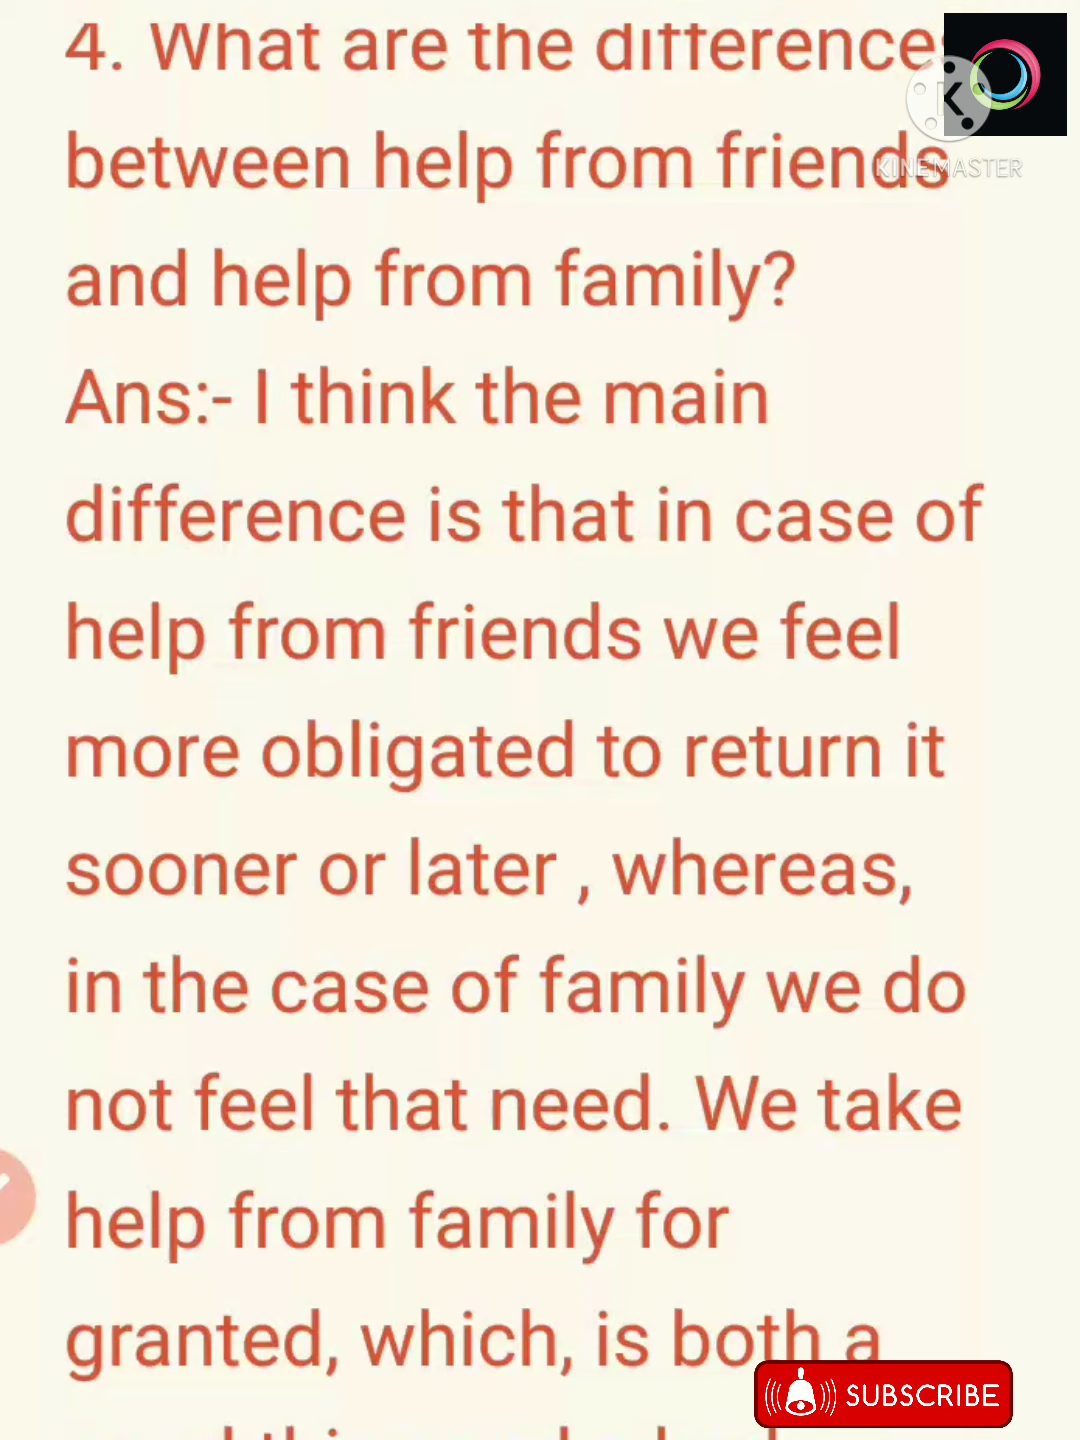 4. What are the difference
between help from friends
KINEMASTER
and help from family?
Ans:- I think the main
difference is that in case of
help from friends we feel
more obligated to return it
sooner or later , whereas,
in the case of family we do
not feel that need. We take
help from family for
granted, which, is both a
SUBSCRIBE